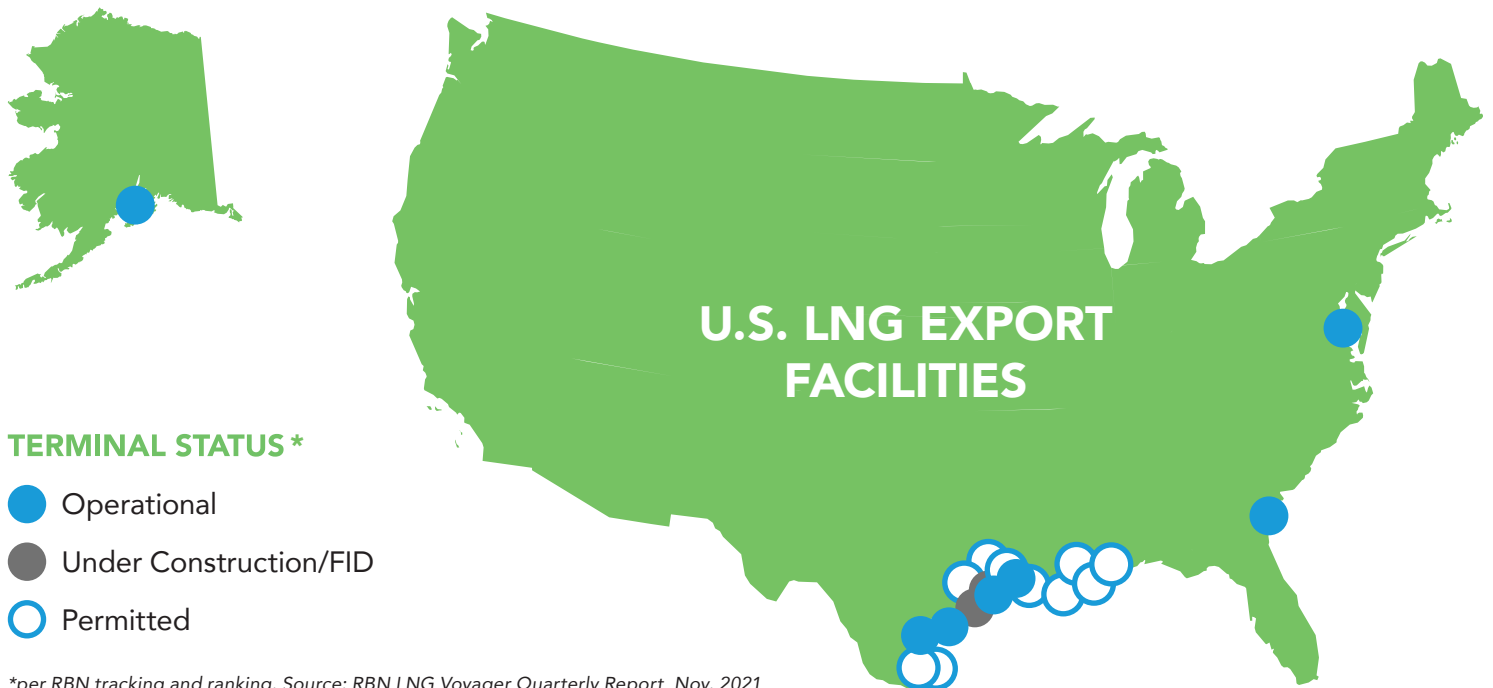 U.S. LNG EXPORT
FACILITIES
TERMINAL STATUS *
Operational
Under Construction/FID
Permitted
*per RBN tracking and ranking. Source: RBN LNG Voyager Quarterly Report, Nov. 2021